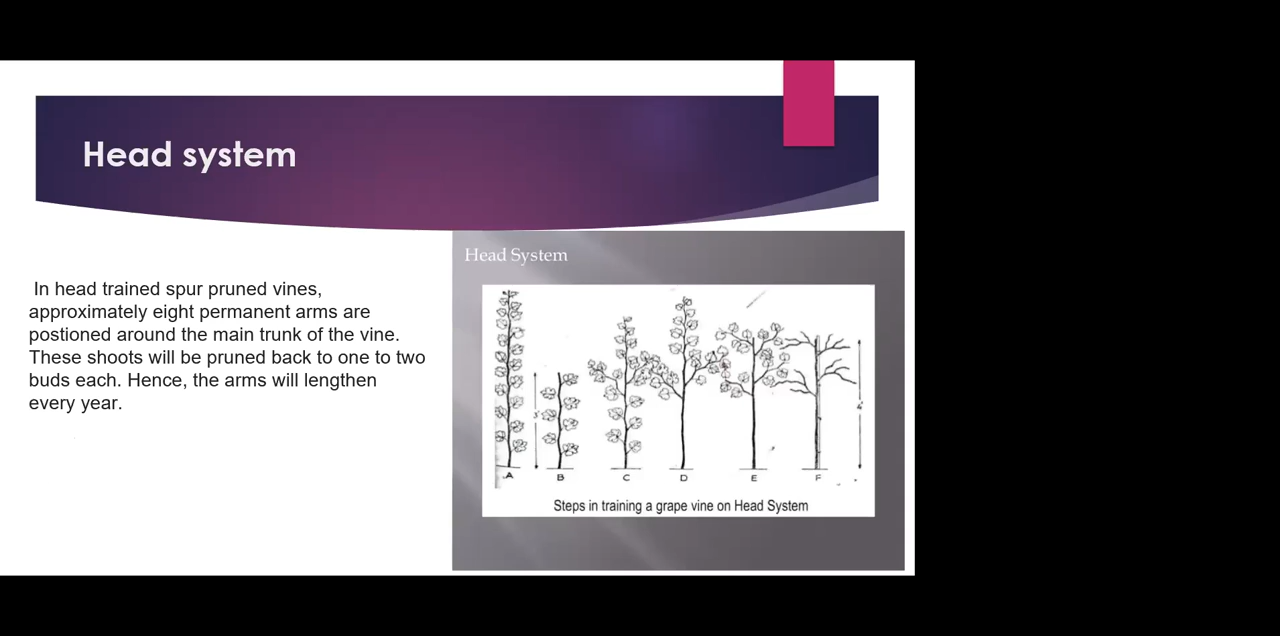 Head system
In head trained spur pruned vines,
approximately eight permanent arms are
postioned around the main trunk of the vine.
These shoots will be pruned back to one to two
buds each. Hence, the arms will lengthen
every year.
Head System
3'
4'
A B C D E F
Steps in training a grape vine on Head System